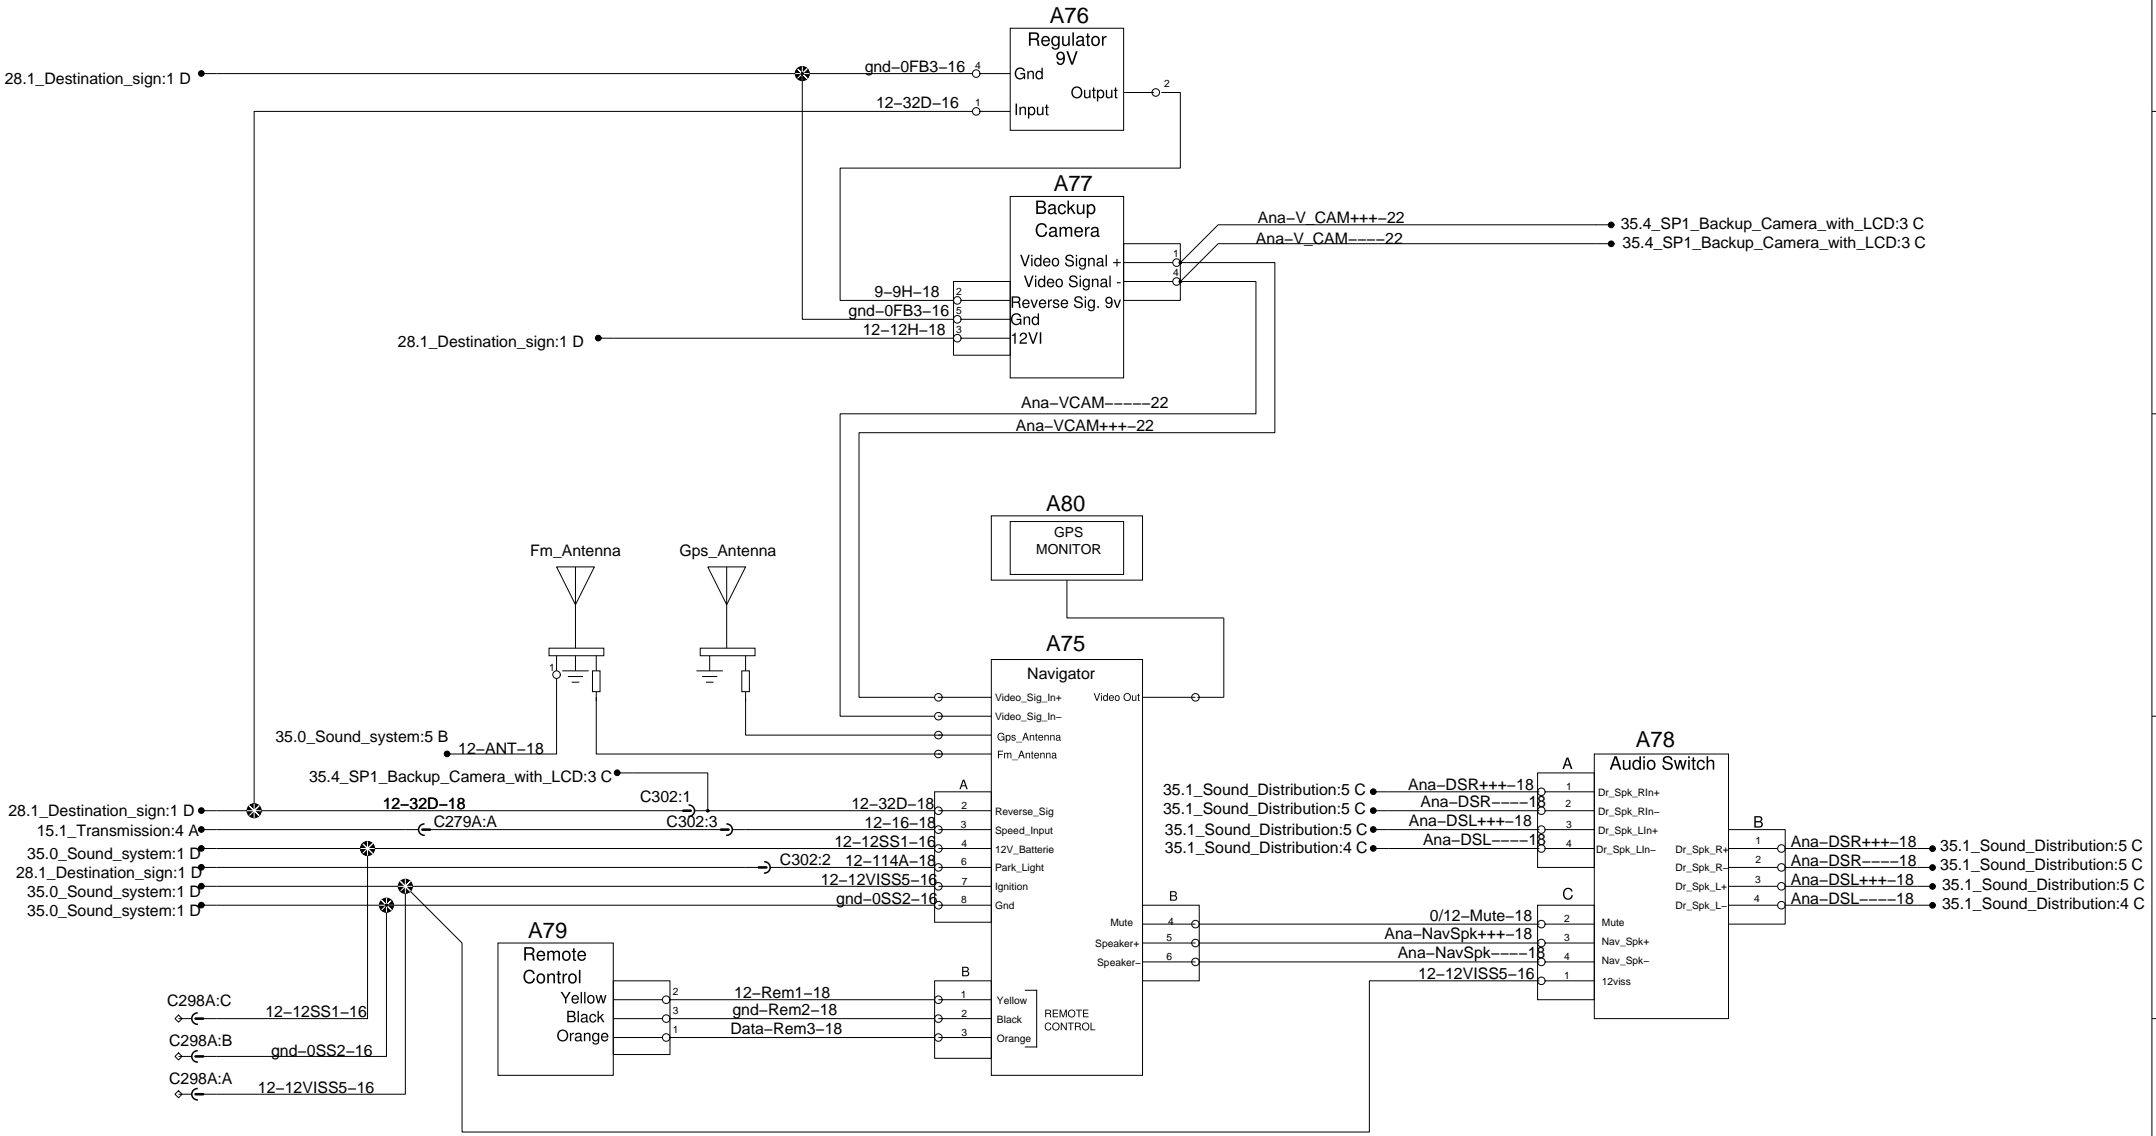 A76
Regulator
9V
28.1_Destination_sign:1 D
gnd–0FB3–16
4
Gnd
Output
2
12–32D–16
1
Input
A77
Backup
Camera
Ana–V_CAM+++–22
35.4_SP1_Backup_Camera_with_LCD:3 C
Ana–V_CAM––––22
35.4_SP1_Backup_Camera_with_LCD:3 C
Video Signal +
1
Video Signal -
4
9–9H–18
2
Reverse Sig. 9v
gnd–0FB3–16
5
Gnd
28.1_Destination_sign:1 D
12–12H–18
3
12VI
Ana–VCAM–––––22
Ana–VCAM+++–22
A80
GPS
MONITOR
Fm_Antenna
Gps_Antenna
A75
Navigator
1
Video_Sig_In+
Video Out
Video_Sig_In–
Gps_Antenna
Fm_Antenna
35.0_Sound_system:5 B
12–ANT–18
35.4_SP1_Backup_Camera_with_LCD:3 C
A
28.1_Destination_sign:1 D
12–32D–18
C302:1
12–32D–18
2
Reverse_Sig
15.1_Transmission:4 A
C279A:A
C302:3
12–16–18
3
Speed_Input
35.0_Sound_system:1 D
12–12SS1–16
4
12V_Batterie
28.1_Destination_sign:1 D
C302:2
12–114A–18
6
Park_Light
35.0_Sound_system:1 D
12–12VISS5–16
7
Ignition
35.0_Sound_system:1 D
gnd–0SS2–16
8
Gnd
A78
Audio Switch
A
35.1_Sound_Distribution:5 C
Ana–DSR+++–18
1
Dr_Spk_RIn+
35.1_Sound_Distribution:5 C
Ana–DSR––––18
2
Dr_Spk_RIn–
35.1_Sound_Distribution:5 C
Ana–DSL+++–18
3
Dr_Spk_LIn+
35.1_Sound_Distribution:4 C
Ana–DSL––––18
4
Dr_Spk_LIn–
B
Dr_Spk_R+
1
Ana–DSR+++–18
35.1_Sound_Distribution:5 C
Dr_Spk_R–
2
Ana–DSR––––18
35.1_Sound_Distribution:5 C
Dr_Spk_L+
3
Ana–DSL+++–18
35.1_Sound_Distribution:5 C
Dr_Spk_L–
4
Ana–DSL––––18
35.1_Sound_Distribution:4 C
B
C
Mute
4
0/12–Mute–18
2
Mute
Speaker+
5
Ana–NavSpk+++–18
3
Nav_Spk+
Speaker–
6
Ana–NavSpk––––18
4
Nav_Spk–
12–12VISS5–16
1
12viss
A79
Remote
Control
B
Yellow
2
12–Rem1–18
1
Yellow
Black
3
gnd–Rem2–18
2
Black
Orange
1
Data–Rem3–18
3
Orange
REMOTE
CONTROL
C298A:C
12–12SS1–16
C298A:B
gnd–0SS2–16
C298A:A
12–12VISS5–16